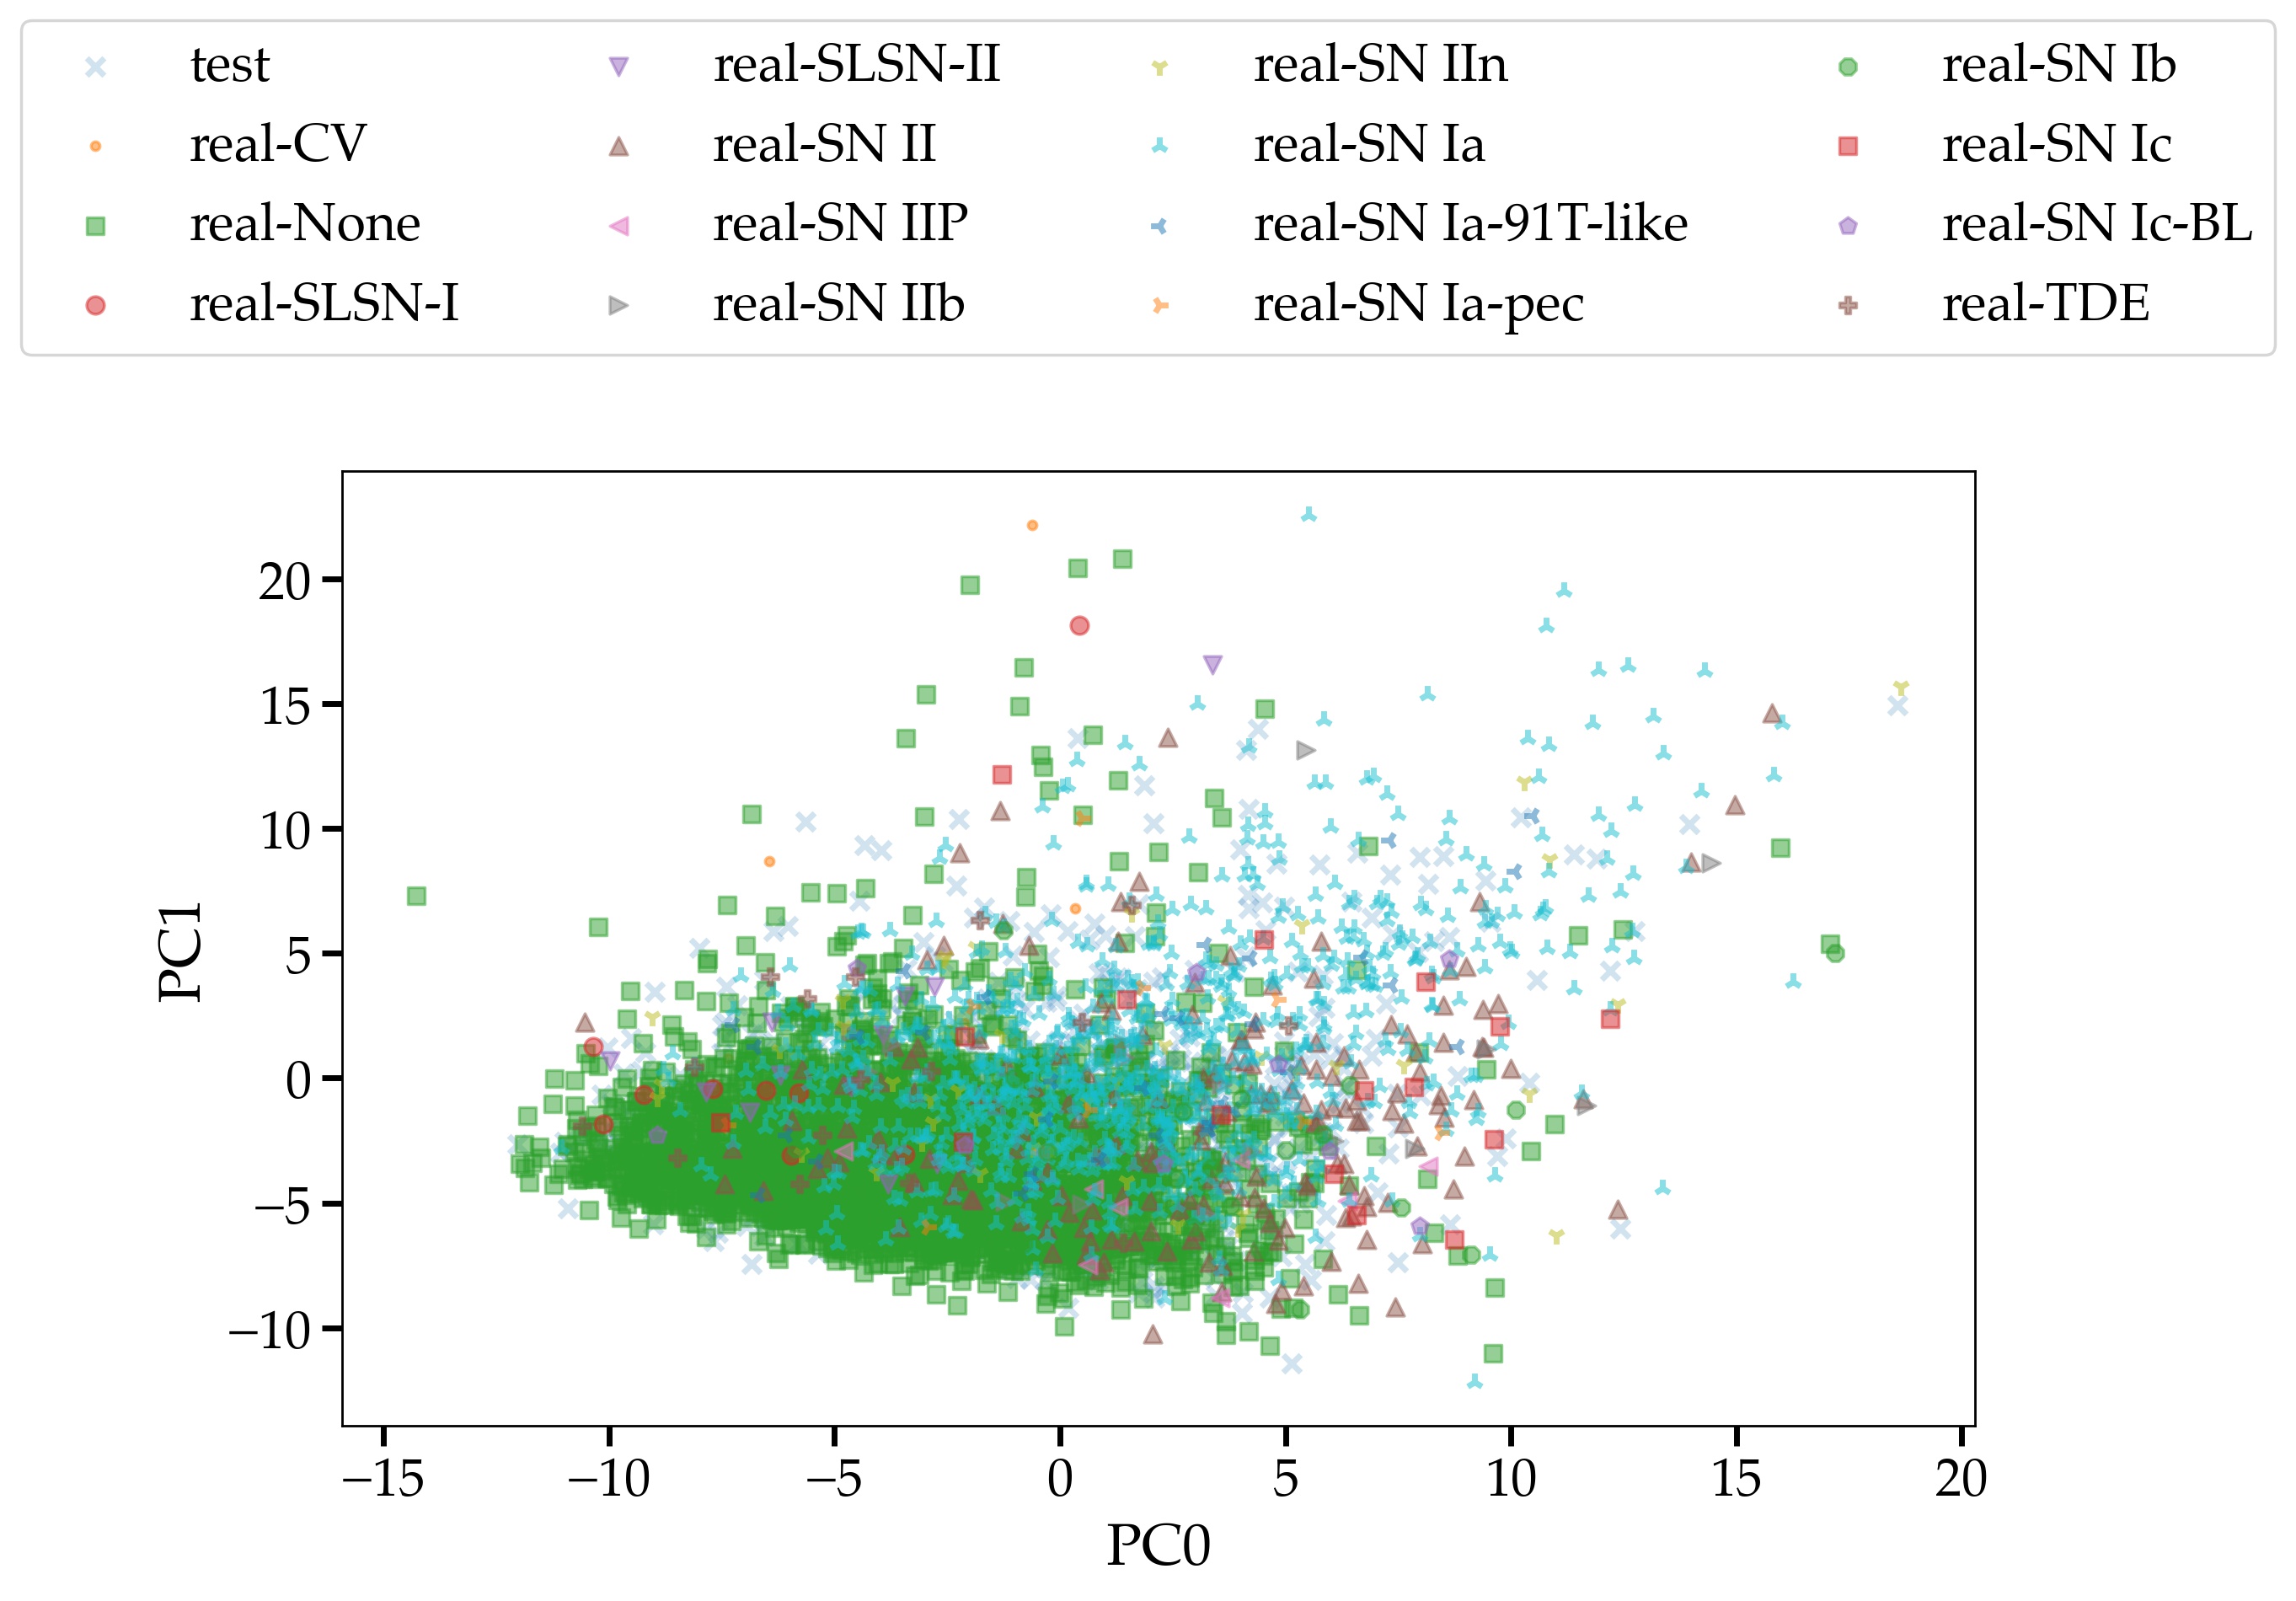 test real-SLSN-II real-SN IIn real-SN Ib
real-CV real-SN II real-SN Ia real-SN Ic
real-None real-SN IIP real-SN Ia-91T-like real-SN Ic-BL
real-SLSN-I real-SN IIb real-SN Ia-pec real-TDE
PC1
20
15
10
5
0
−5
−10
−15 −10 −5 0 5 10 15 20
PC0